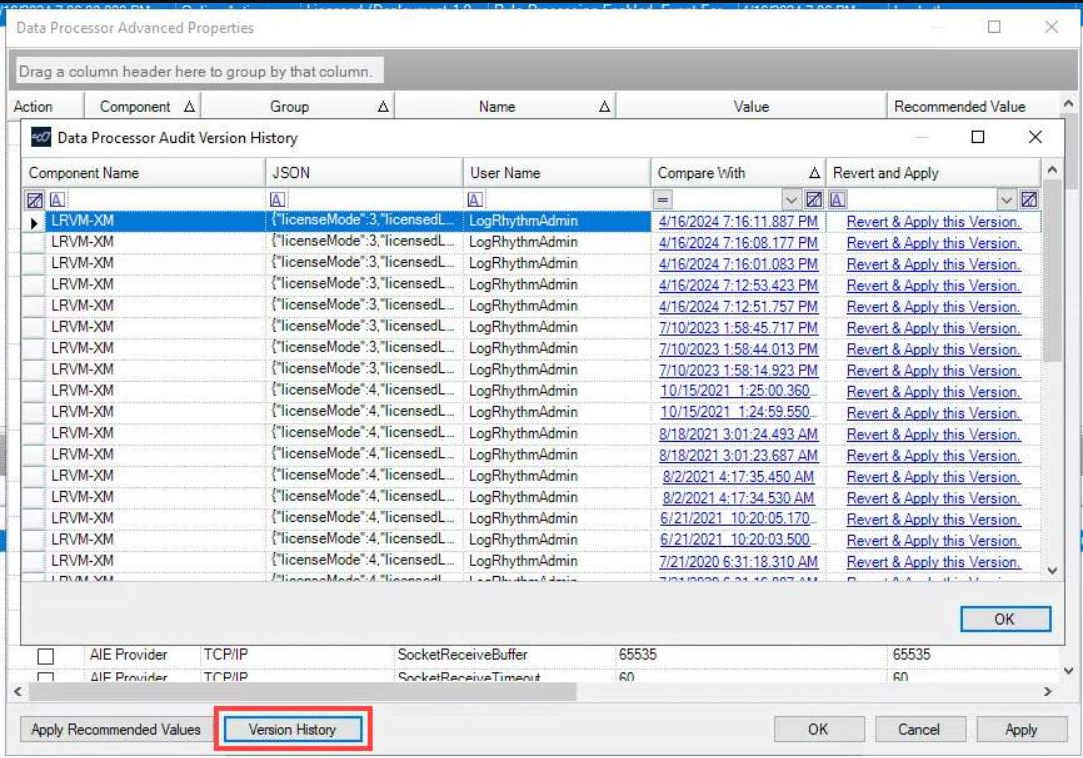 Data Processor Advanced Properties
Drag a column header here to group by that column.
Action Component Group Name Value Recommended Value
Data Processor Audit Version History
Component Name JSON User Name Compare With Revert and Apply
A A A = A
LRVM-XM {"licenseMode":3,"licensedL... LogRhythmAdmin 4/16/2024 7:16:11.887 PM Revert & Apply this Version.
LRVM-XM {"licenseMode":3,"licensedL... LogRhythmAdmin 4/16/2024 7:16:08.177 PM Revert & Apply this Version.
LRVM-XM {"licenseMode":3,"licensedL... LogRhythmAdmin 4/16/2024 7:16:01.083 PM Revert & Apply this Version.
LRVM-XM {"licenseMode":3,"licensedL... LogRhythmAdmin 4/16/2024 7:12:53.423 PM Revert & Apply this Version.
LRVM-XM {"licenseMode":3,"licensedL... LogRhythmAdmin 4/16/2024 7:12:51.757 PM Revert & Apply this Version.
LRVM-XM {"licenseMode":3,"licensedL... LogRhythmAdmin 7/10/2023 1:58:45.717 PM Revert & Apply this Version.
LRVM-XM {"licenseMode":3,"licensedL... LogRhythmAdmin 7/10/2023 1:58:44.013 PM Revert & Apply this Version.
LRVM-XM {"licenseMode":3,"licensedL... LogRhythmAdmin 7/10/2023 1:58:14.923 PM Revert & Apply this Version.
LRVM-XM {"licenseMode":4,"licensedL... LogRhythmAdmin 10/15/2021 1:25:00.360... Revert & Apply this Version.
LRVM-XM {"licenseMode":4,"licensedL... LogRhythmAdmin 10/15/2021 1:24:59.550... Revert & Apply this Version.
LRVM-XM {"licenseMode":4,"licensedL... LogRhythmAdmin 8/18/2021 3:01:24.493 AM Revert & Apply this Version.
LRVM-XM {"licenseMode":4,"licensedL... LogRhythmAdmin 8/18/2021 3:01:23.687 AM Revert & Apply this Version.
LRVM-XM {"licenseMode":4,"licensedL... LogRhythmAdmin 8/2/2021 4:17:35.450 AM Revert & Apply this Version.
LRVM-XM {"licenseMode":4,"licensedL... LogRhythmAdmin 8/2/2021 4:17:34.530 AM Revert & Apply this Version.
LRVM-XM {"licenseMode":4,"licensedL... LogRhythmAdmin 6/21/2021 10:20:05.170... Revert & Apply this Version.
LRVM-XM {"licenseMode":4,"licensedL... LogRhythmAdmin 6/21/2021 10:20:03.500... Revert & Apply this Version.
LRVM-XM {"licenseMode":4,"licensedL... LogRhythmAdmin 7/21/2020 6:31:18.310 AM Revert & Apply this Version.
OK
AIE Provider TCP/IP SocketReceiveBuffer 65535 65535
AIE Provider TCP/IP SocketReceiveTimeout 60 60
Apply Recommended Values Version History OK Cancel Apply